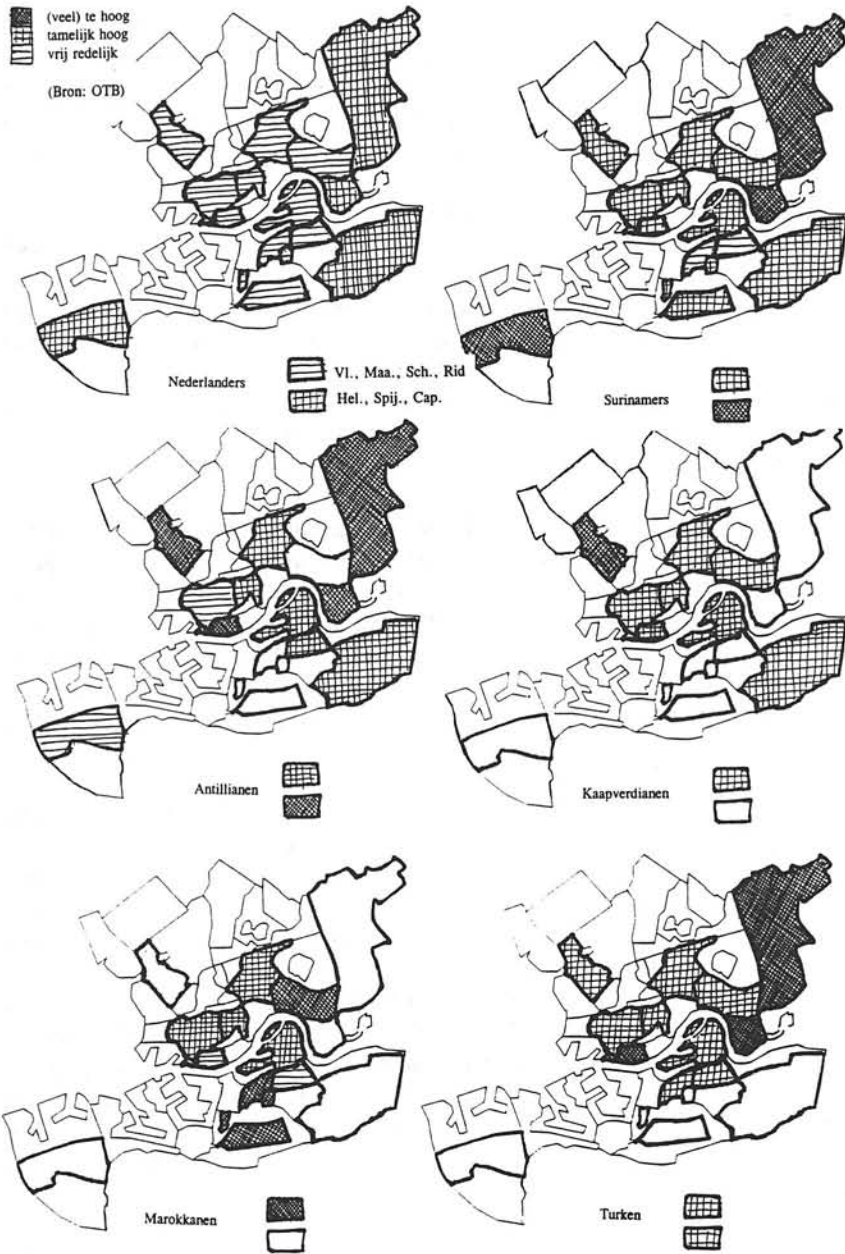 (veel) te hoog
tamelijk hoog
vrij redelijk
(Bron: OTB)
Nederlanders
Vl., Maa., Sch., Rid
Hel., Spij., Cap.
Surinamers
Antillianen
Kaapverdianen
Marokkanen
Turken